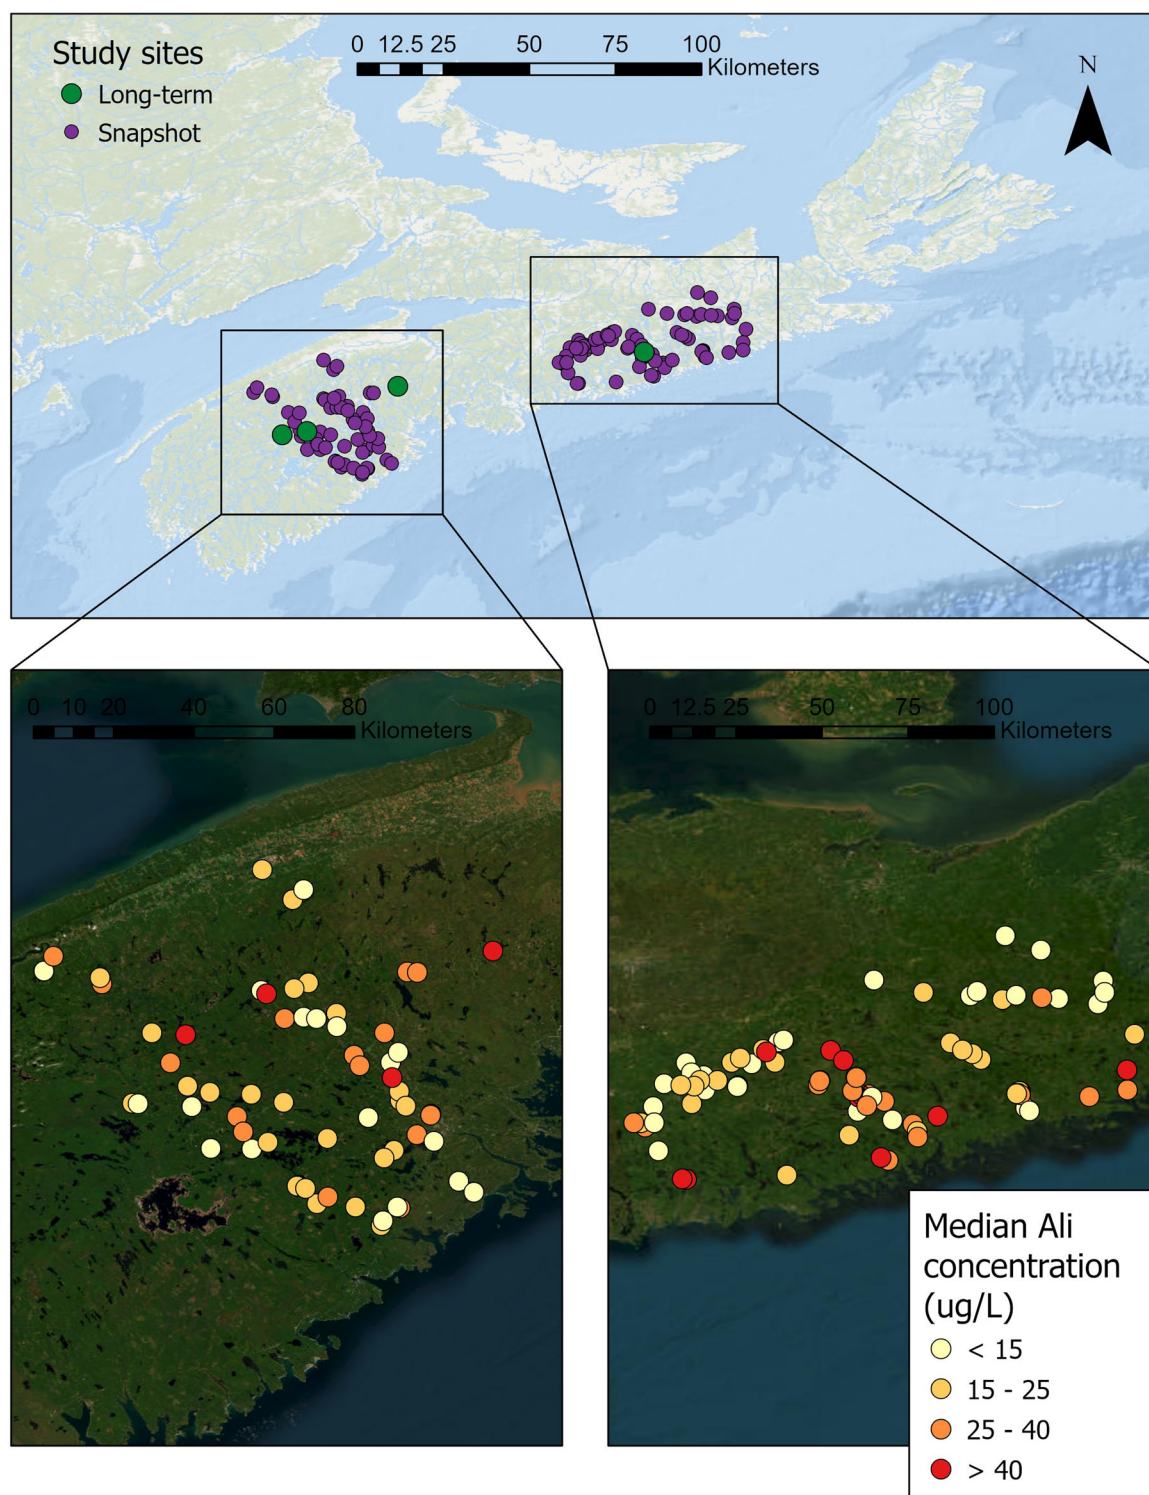 Study sites
Long-term
Snapshot
0 12.5 25 50 75 100
Kilometers
N
0 10 20 40 60 80
Kilometers
0 12.5 25 50 75 100
Kilometers
Median Ali
concentration
(ug/L)
< 15
15 - 25
25 - 40
> 40